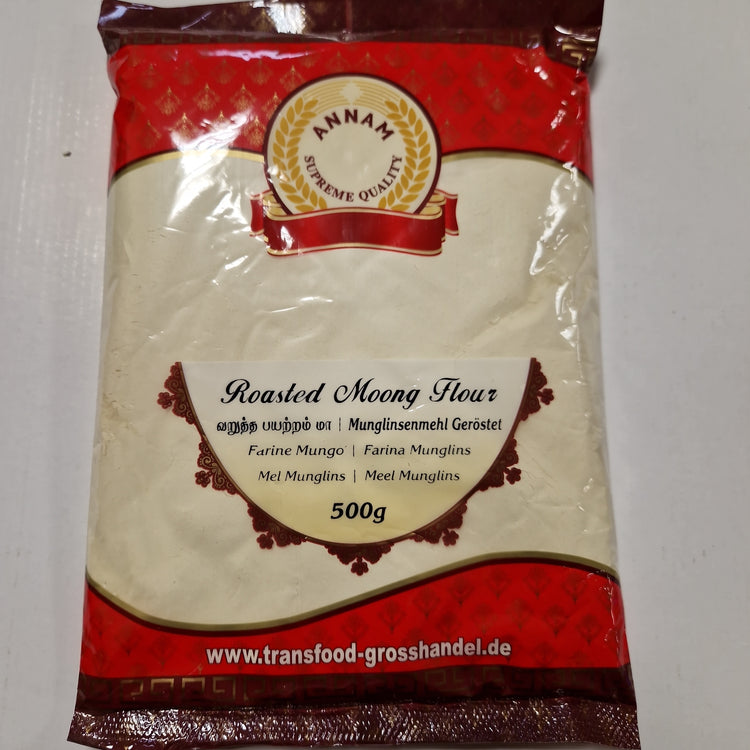 ANNAM
SUPREME QUALITY
Roasted Moong Flour
வறுத்த பயற்றம் மா | Munglinsenmehl Geröstet
Farine Mungo | Farina Munglins
Mel Munglins | Meel Munglins
500g
www.transfood-grosshandel.de